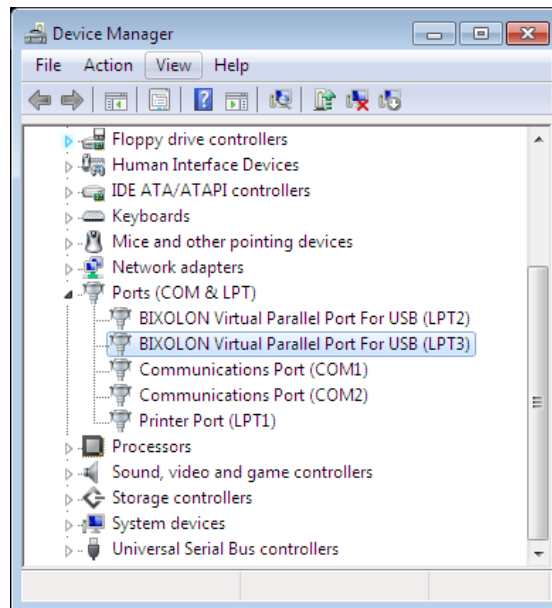 Device Manager
File Action View Help
Floppy drive controllers
Human Interface Devices
IDE ATA/ATAPI controllers
Keyboards
Mice and other pointing devices
Network adapters
Ports (COM & LPT)
BIXOLON Virtual Parallel Port For USB (LPT2)
BIXOLON Virtual Parallel Port For USB (LPT3)
Communications Port (COM1)
Communications Port (COM2)
Printer Port (LPT1)
Processors
Sound, video and game controllers
Storage controllers
System devices
Universal Serial Bus controllers